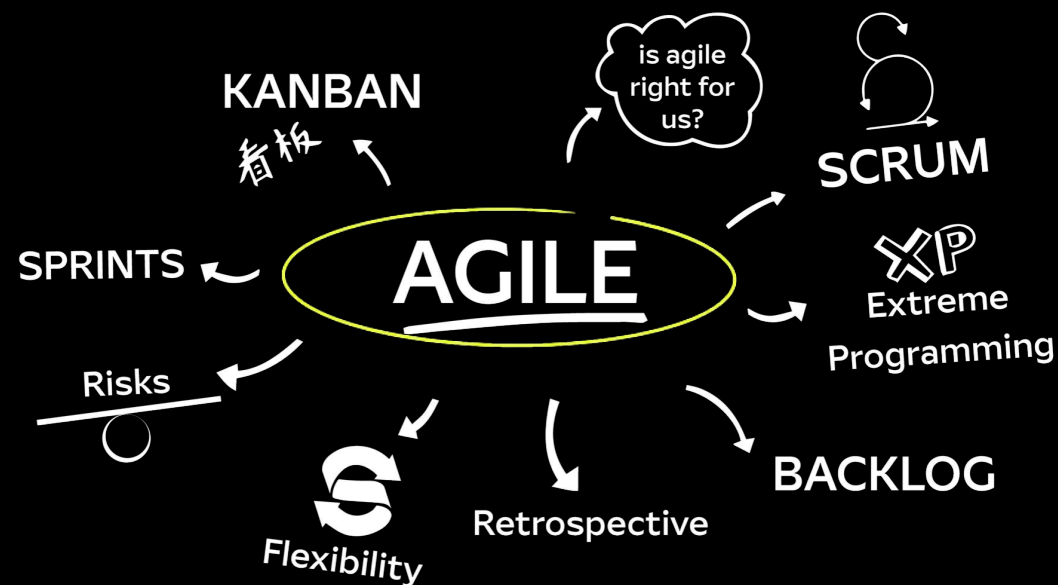 is agile
right for
us?
KANBAN
看板
SCRUM
SPRINTS
AGILE
XP
Extreme
Programming
Risks
BACKLOG
Retrospective
Flexibility